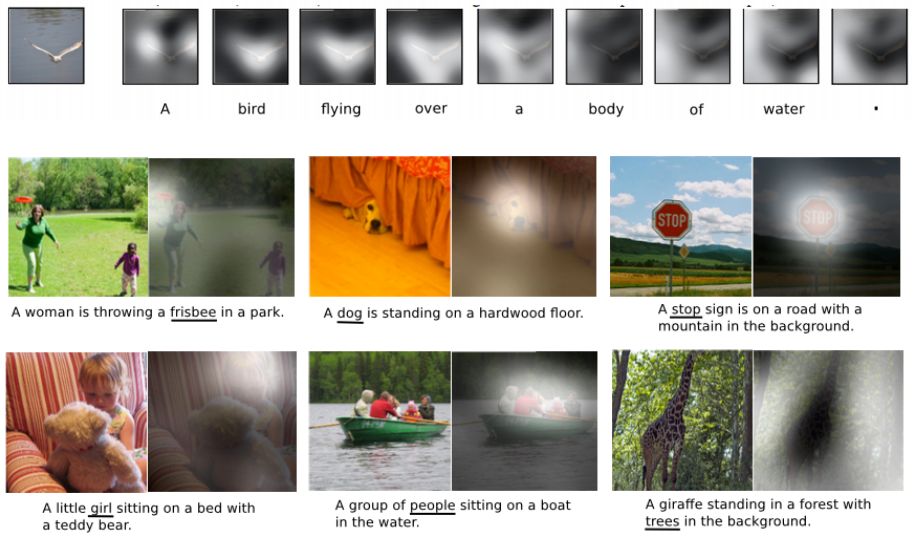 A bird flying over a body of water .
STOP STOP
A woman is throwing a frisbee in a park.
A dog is standing on a hardwood floor.
A stop sign is on a road with a
mountain in the background.
A little girl sitting on a bed with
a teddy bear.
A group of people sitting on a boat
in the water.
A giraffe standing in a forest with
trees in the background.